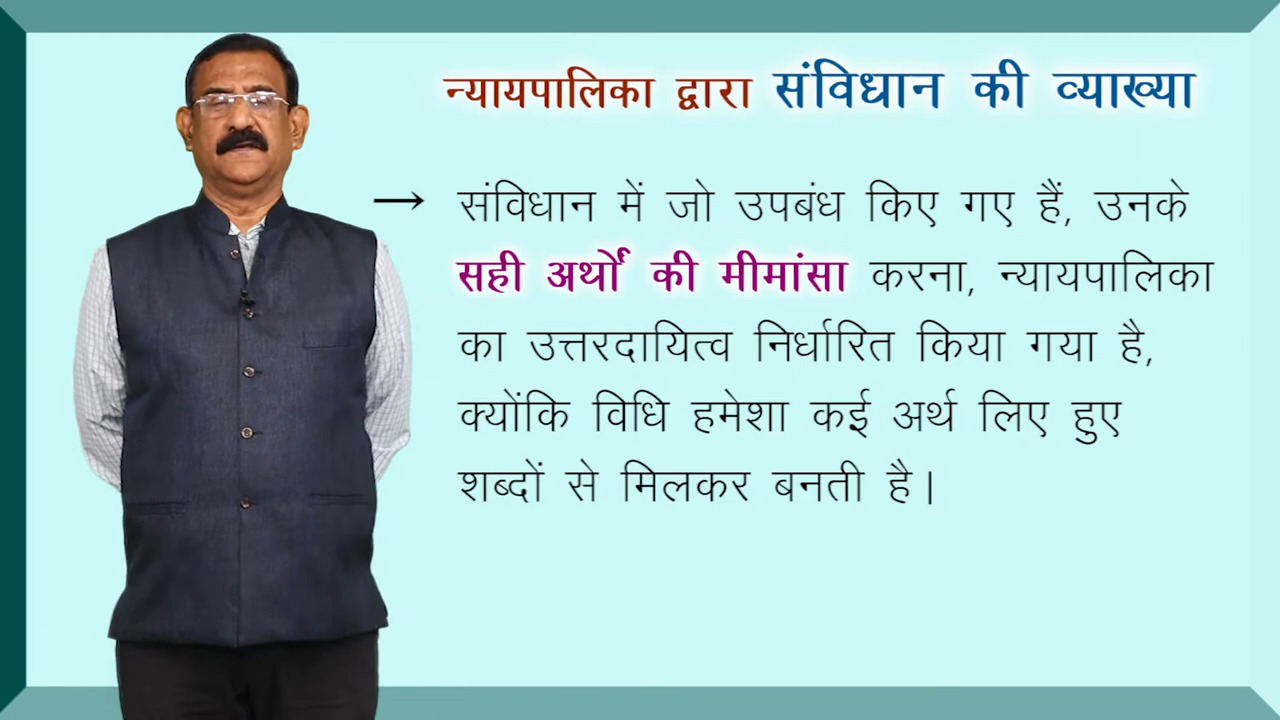 न्यायपालिका द्वारा संविधान की व्याख्या
→ संविधान में जो उपबंध किए गए हैं, उनके
सही अर्थों की मीमांसा करना, न्यायपालिका
का उत्तरदायित्व निर्धारित किया गया है,
क्योंकि विधि हमेशा कई अर्थ लिए हुए
शब्दों से मिलकर बनती है।